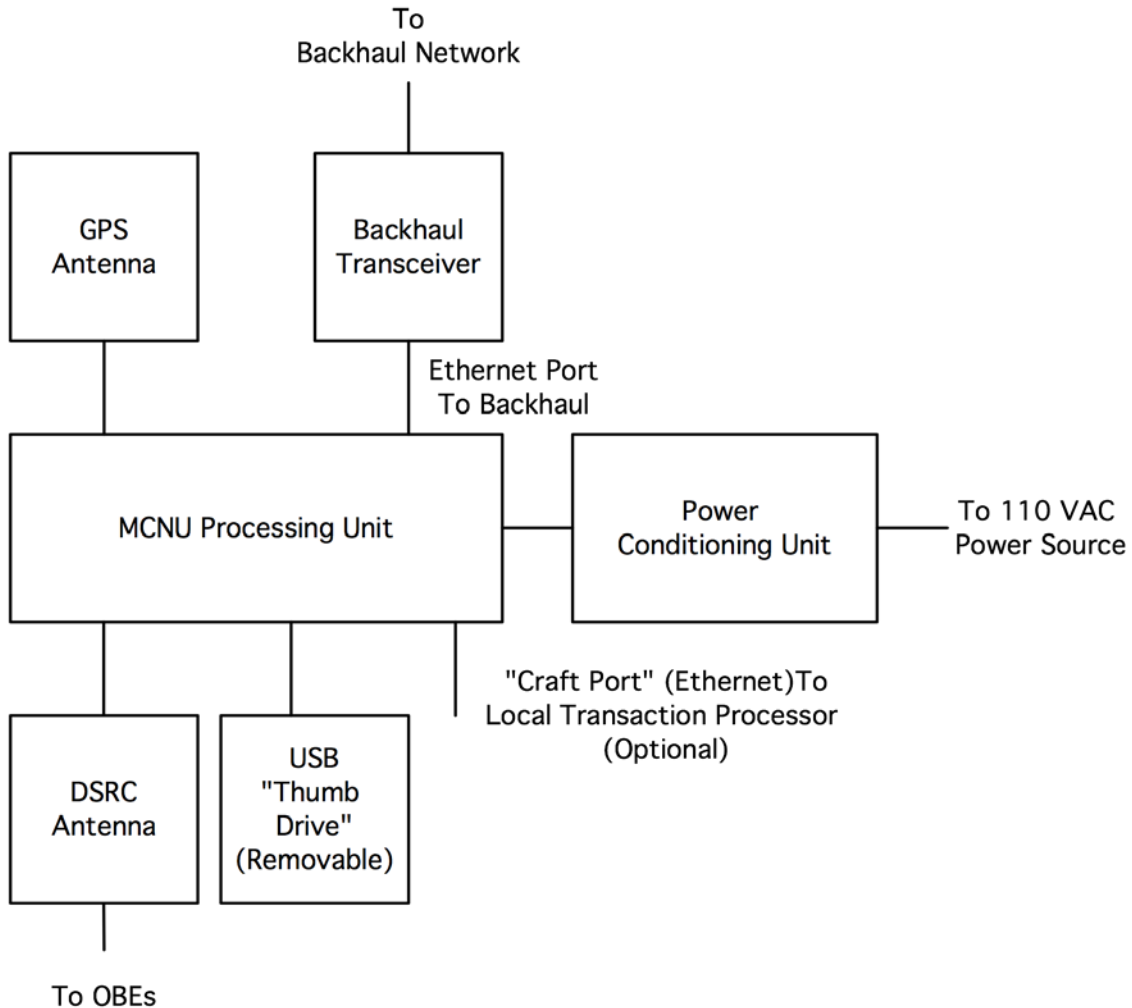 To
Backhaul Network
GPS
Antenna
Backhaul
Transceiver
Ethernet Port
To Backhaul
MCNU Processing Unit
Power
Conditioning Unit
To 110 VAC
Power Source
"Craft Port" (Ethernet)To
Local Transaction Processor
(Optional)
DSRC
Antenna
USB
"Thumb
Drive"
(Removable)
To OBEs